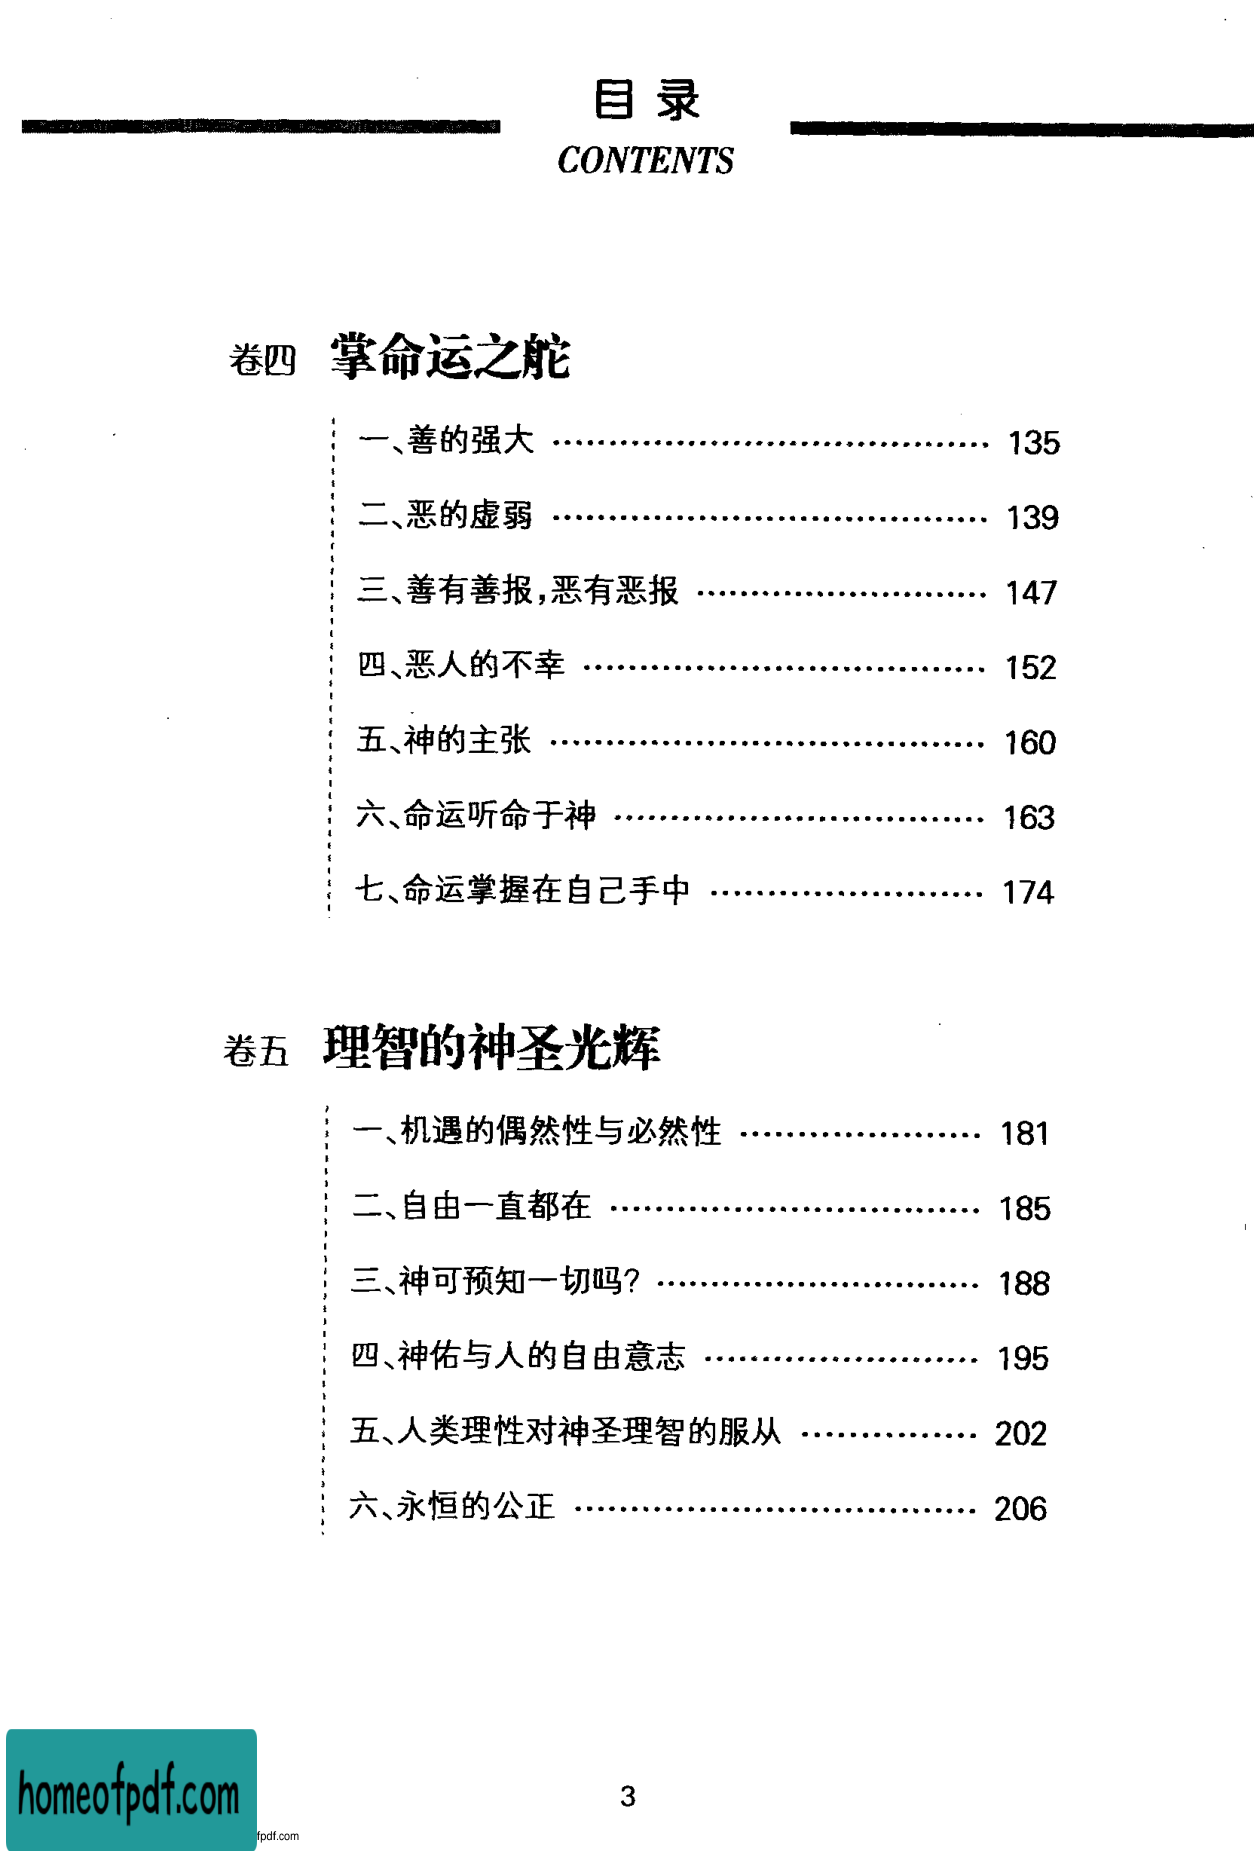 目录
CONTENTS
卷四 掌命运之舵
一、善的强大 …………………………………… 135
二、恶的虚弱 …………………………………… 139
三、善有善报,恶有恶报 ……………………… 147
四、恶人的不幸 ………………………………… 152
五、神的主张 …………………………………… 160
六、命运听命于神 ……………………………… 163
七、命运掌握在自己手中 ……………………… 174
卷五 理智的神圣光辉
一、机遇的偶然性与必然性 …………………… 181
二、自由一直都在 ……………………………… 185
三、神可预知一切吗? ………………………… 188
四、神佑与人的自由意志 ……………………… 195
五、人类理性对神圣理智的服从 ……………… 202
六、永恒的公正 ………………………………… 206
3
homeofpdf.com
fpdf.com